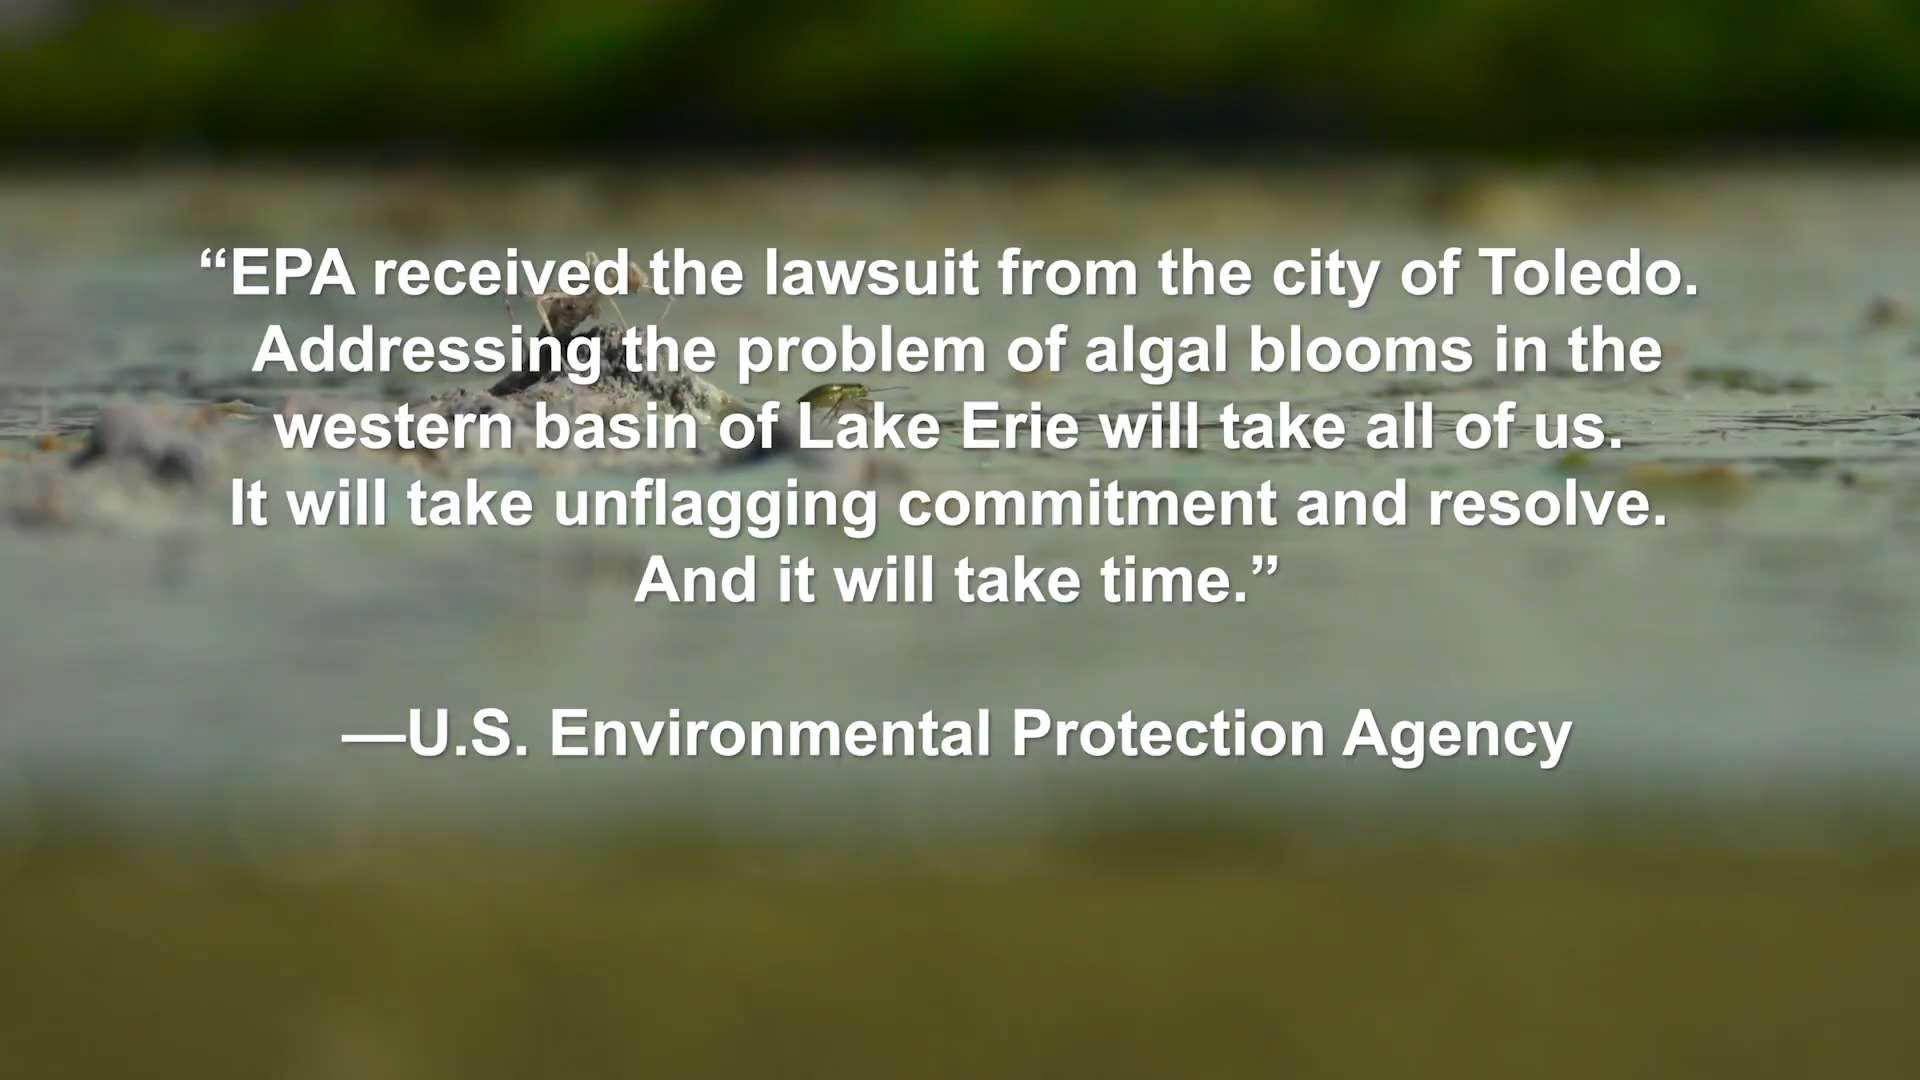 “EPA received the lawsuit from the city of Toledo.
Addressing the problem of algal blooms in the
western basin of Lake Erie will take all of us.
It will take unflagging commitment and resolve.
And it will take time.”
—U.S. Environmental Protection Agency